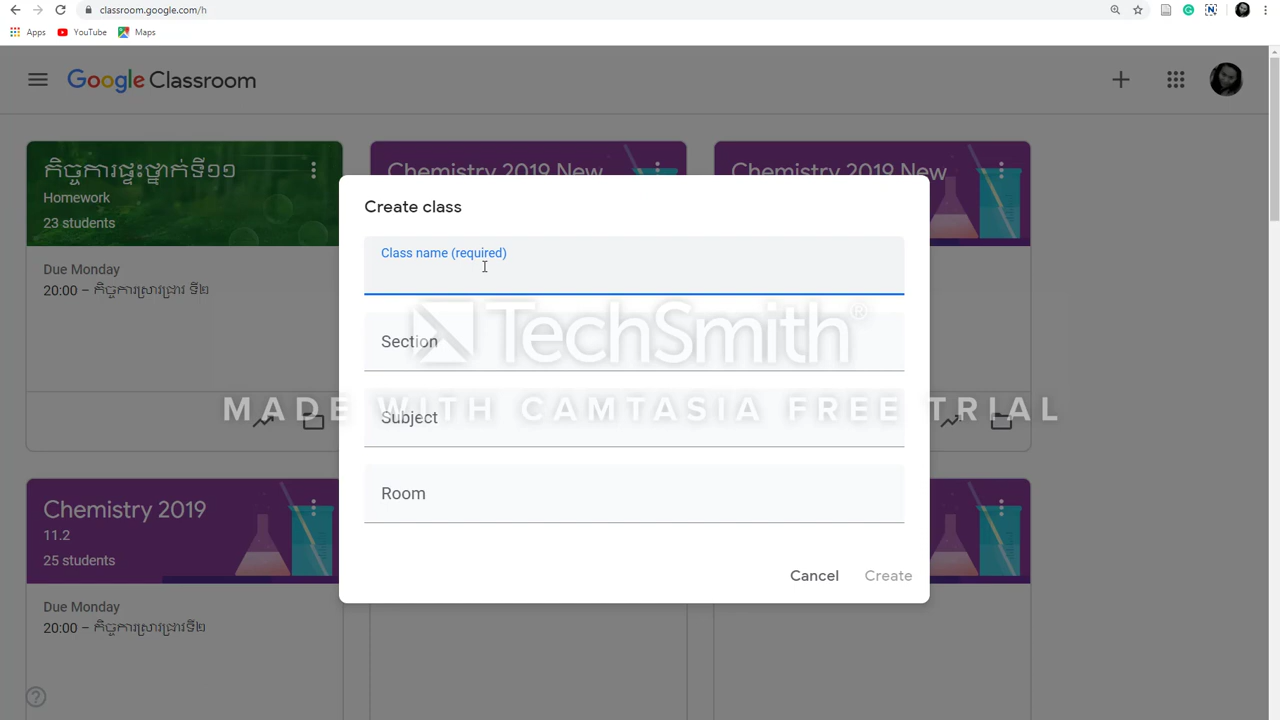 classroom.google.com/h
Apps
YouTube
Maps
Google Classroom
កិច្ចការផ្ទះថ្នាក់ទី១១
Homework
23 students
Due Monday
20:00 – កិច្ចការស្រាវជ្រាវ ទី២
Chemistry 2019 New
Chemistry 2019 New
Create class
Class name (required)
Section
Subject
Room
Cancel
Create
TechSmith®
MADE WITH CAMTASIA FREE TRIAL
Chemistry 2019
11.2
25 students
Due Monday
20:00 – កិច្ចការស្រាវជ្រាវទី២